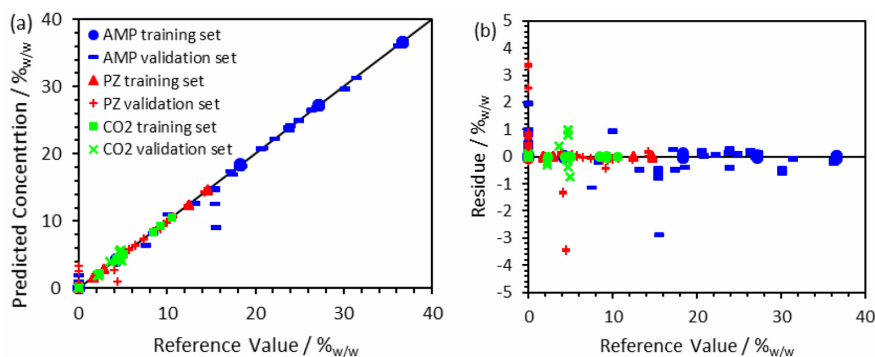 (a)
40
30
20
10
0
Predicted Concentrtion / %w/w
AMP training set
AMP validation set
PZ training set
PZ validation set
CO2 training set
CO2 validation set
0 10 20 30 40
Reference Value / %w/w
(b)
5
4
3
2
1
0
-1
-2
-3
-4
-5
Residue / %w/w
0 10 20 30 40
Reference Value / %w/w